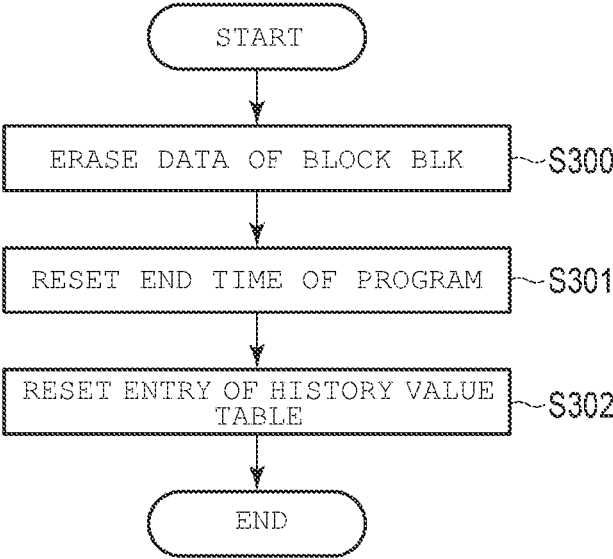 START
ERASE DATA OF BLOCK BLK
S300
RESET END TIME OF PROGRAM
S301
RESET ENTRY OF HISTORY VALUE
TABLE
S302
END